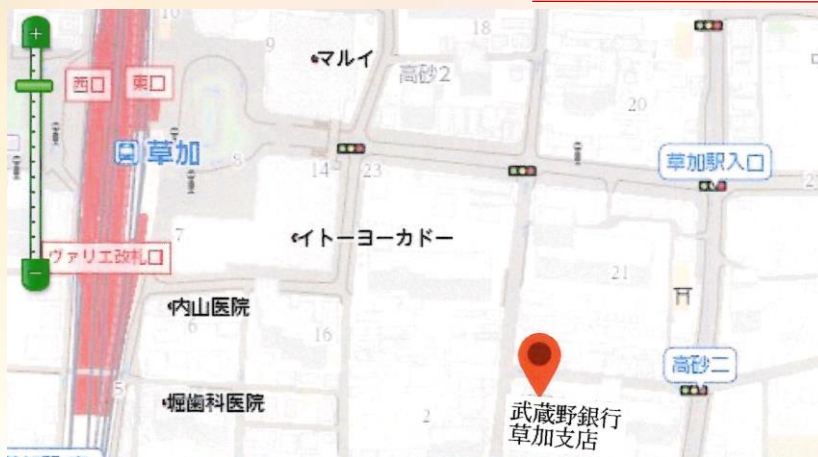 +
16
9
マルイ
18
高砂2
西口
東口
20
草加
8
14
23
草加駅入口
イトーヨーカドー
7
ヴァリエ改札口
21
−
内山医院
6
16
高砂二
5
堀歯科医院
2
武蔵野銀行
草加支店